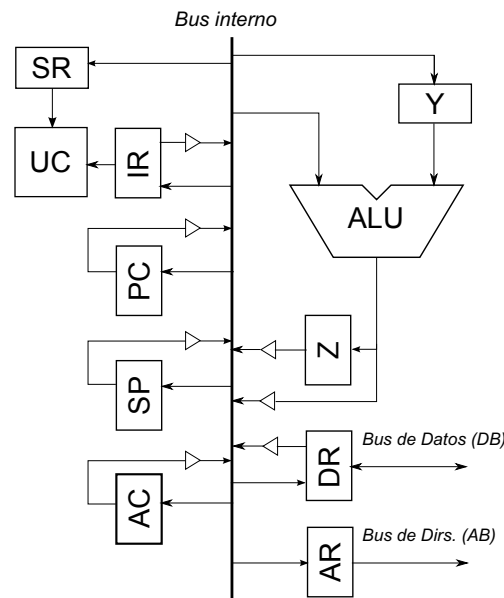 Bus interno
SR
Y
UC
IR
ALU
PC
Z
SP
Bus de Datos (DB)
DR
AC
Bus de Dirs. (AB)
AR